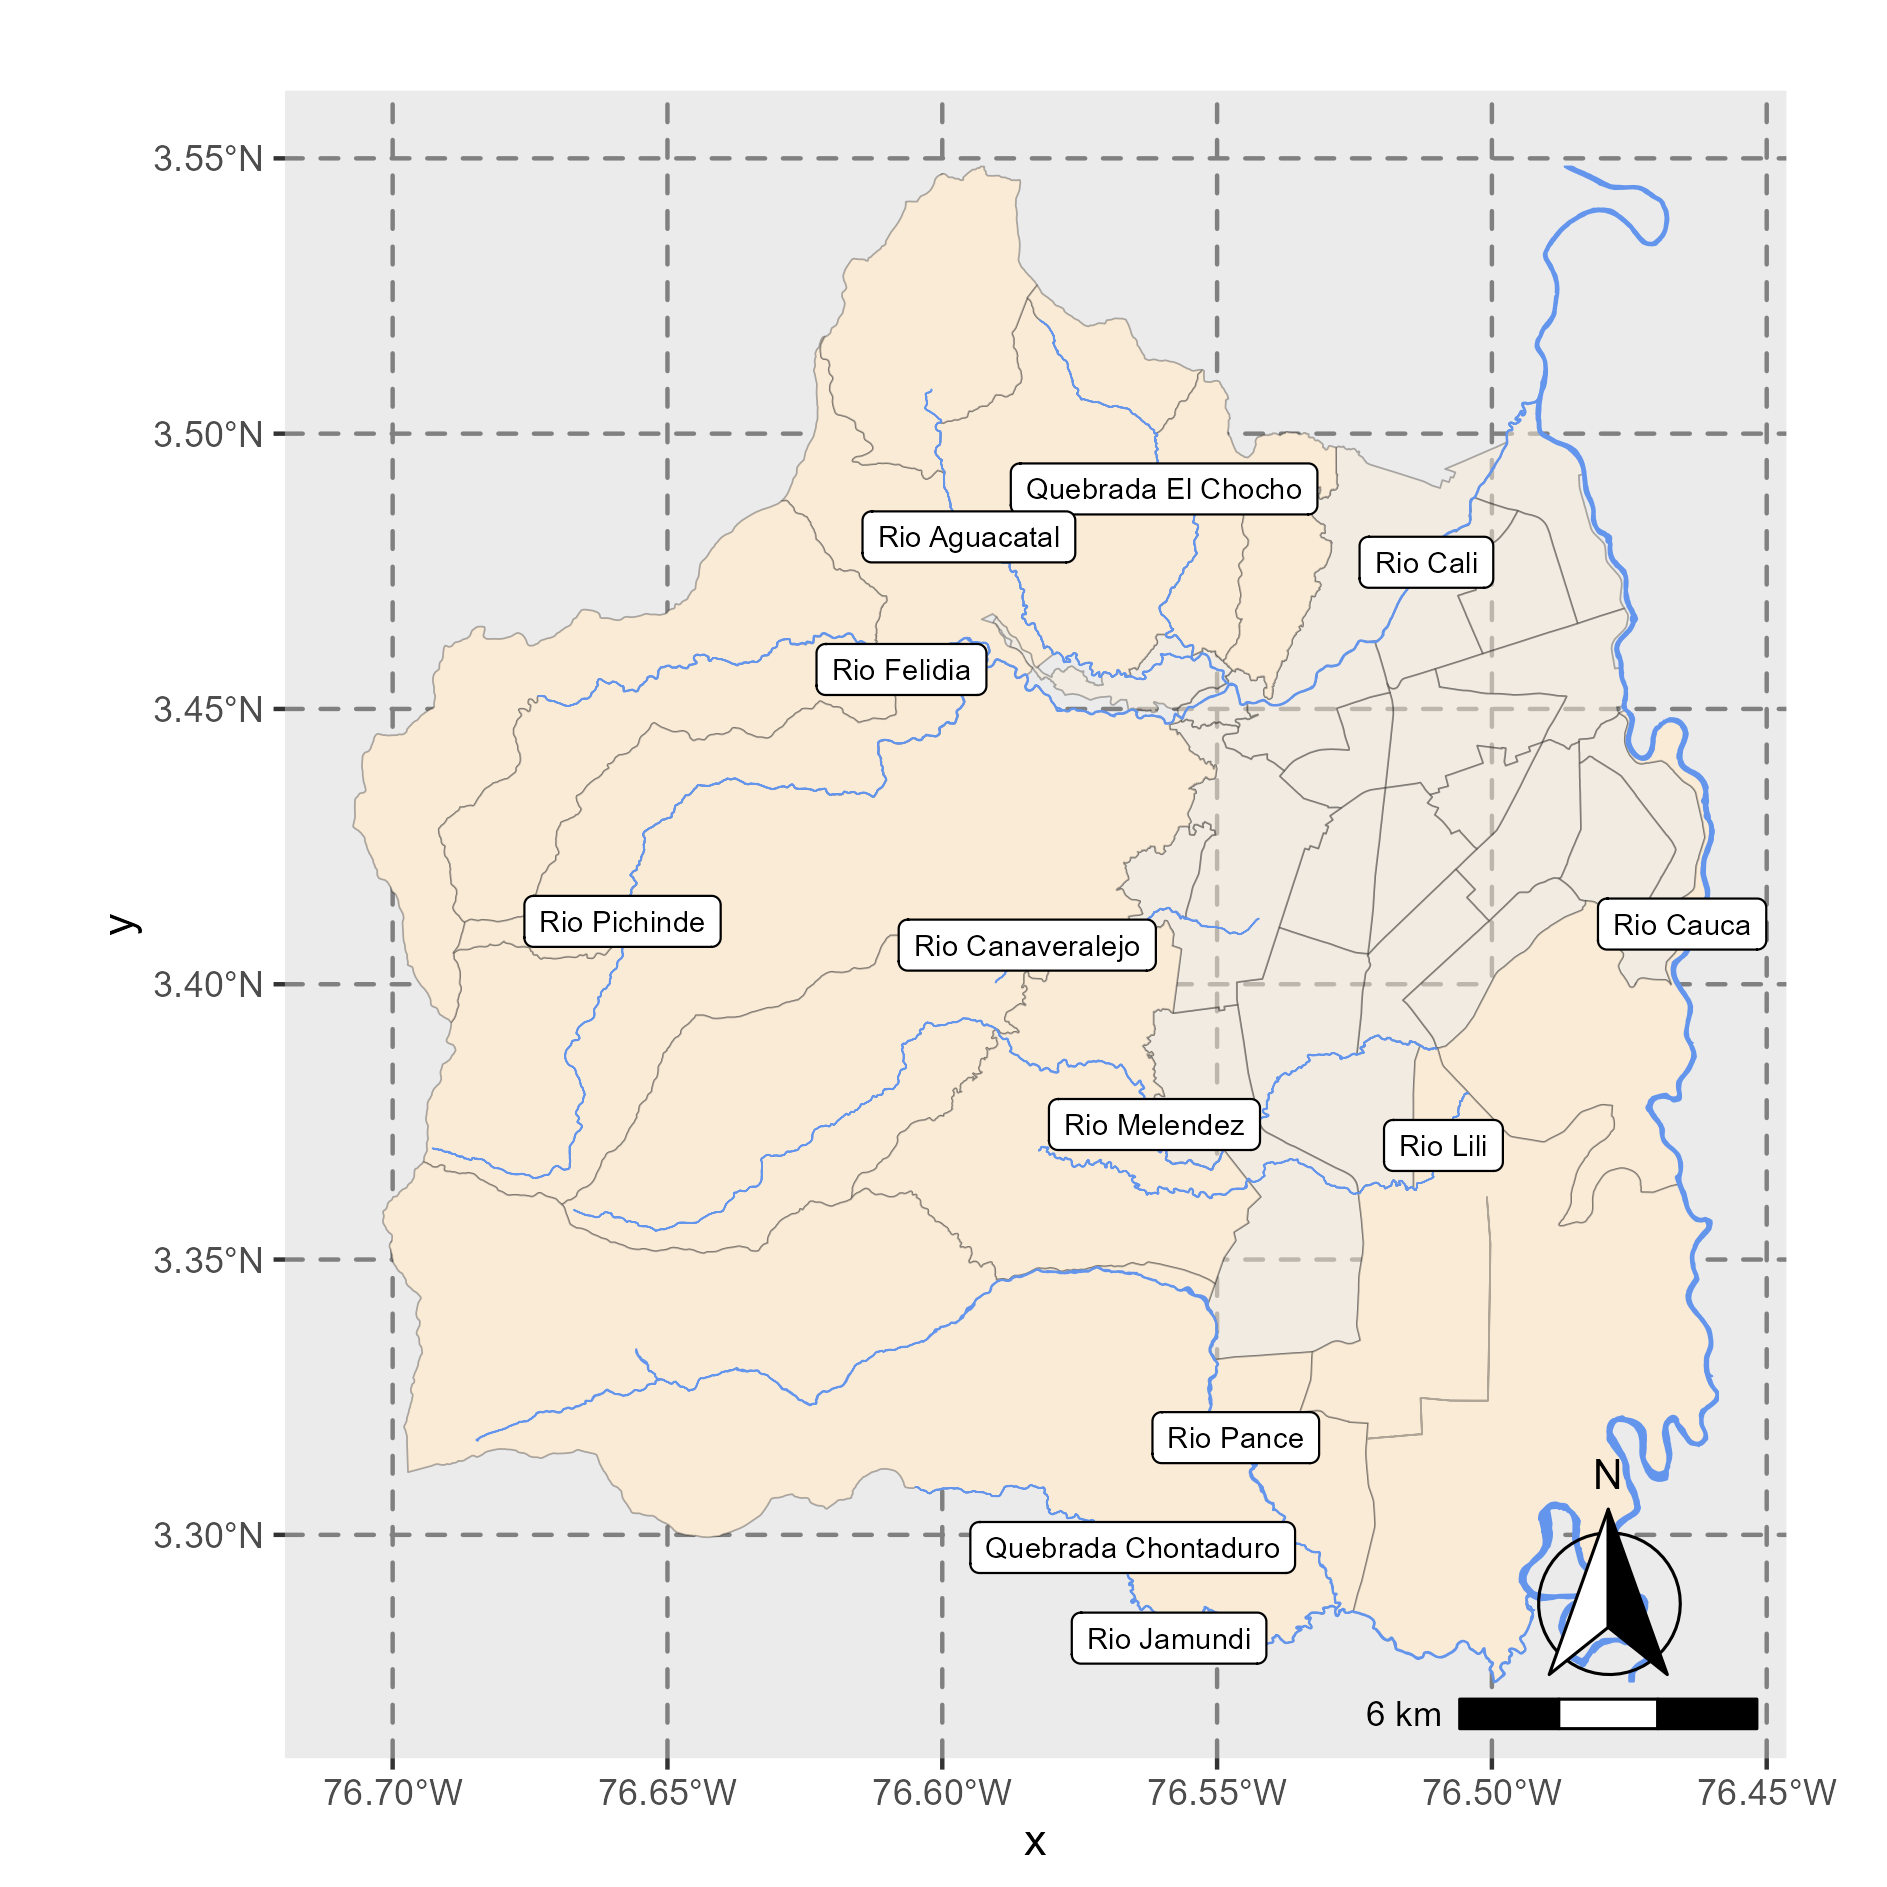 3.55°N
3.50°N
3.45°N
3.40°N
3.35°N
3.30°N
y
Quebrada El Chocho
Rio Aguacatal
Rio Cali
Rio Felidia
Rio Pichinde
Rio Cauca
Rio Canaveralejo
Rio Melendez
Rio Lili
Rio Pance
N
Quebrada Chontaduro
Rio Jamundi
6 km
76.70°W
76.65°W
76.60°W
76.55°W
76.50°W
76.45°W
x